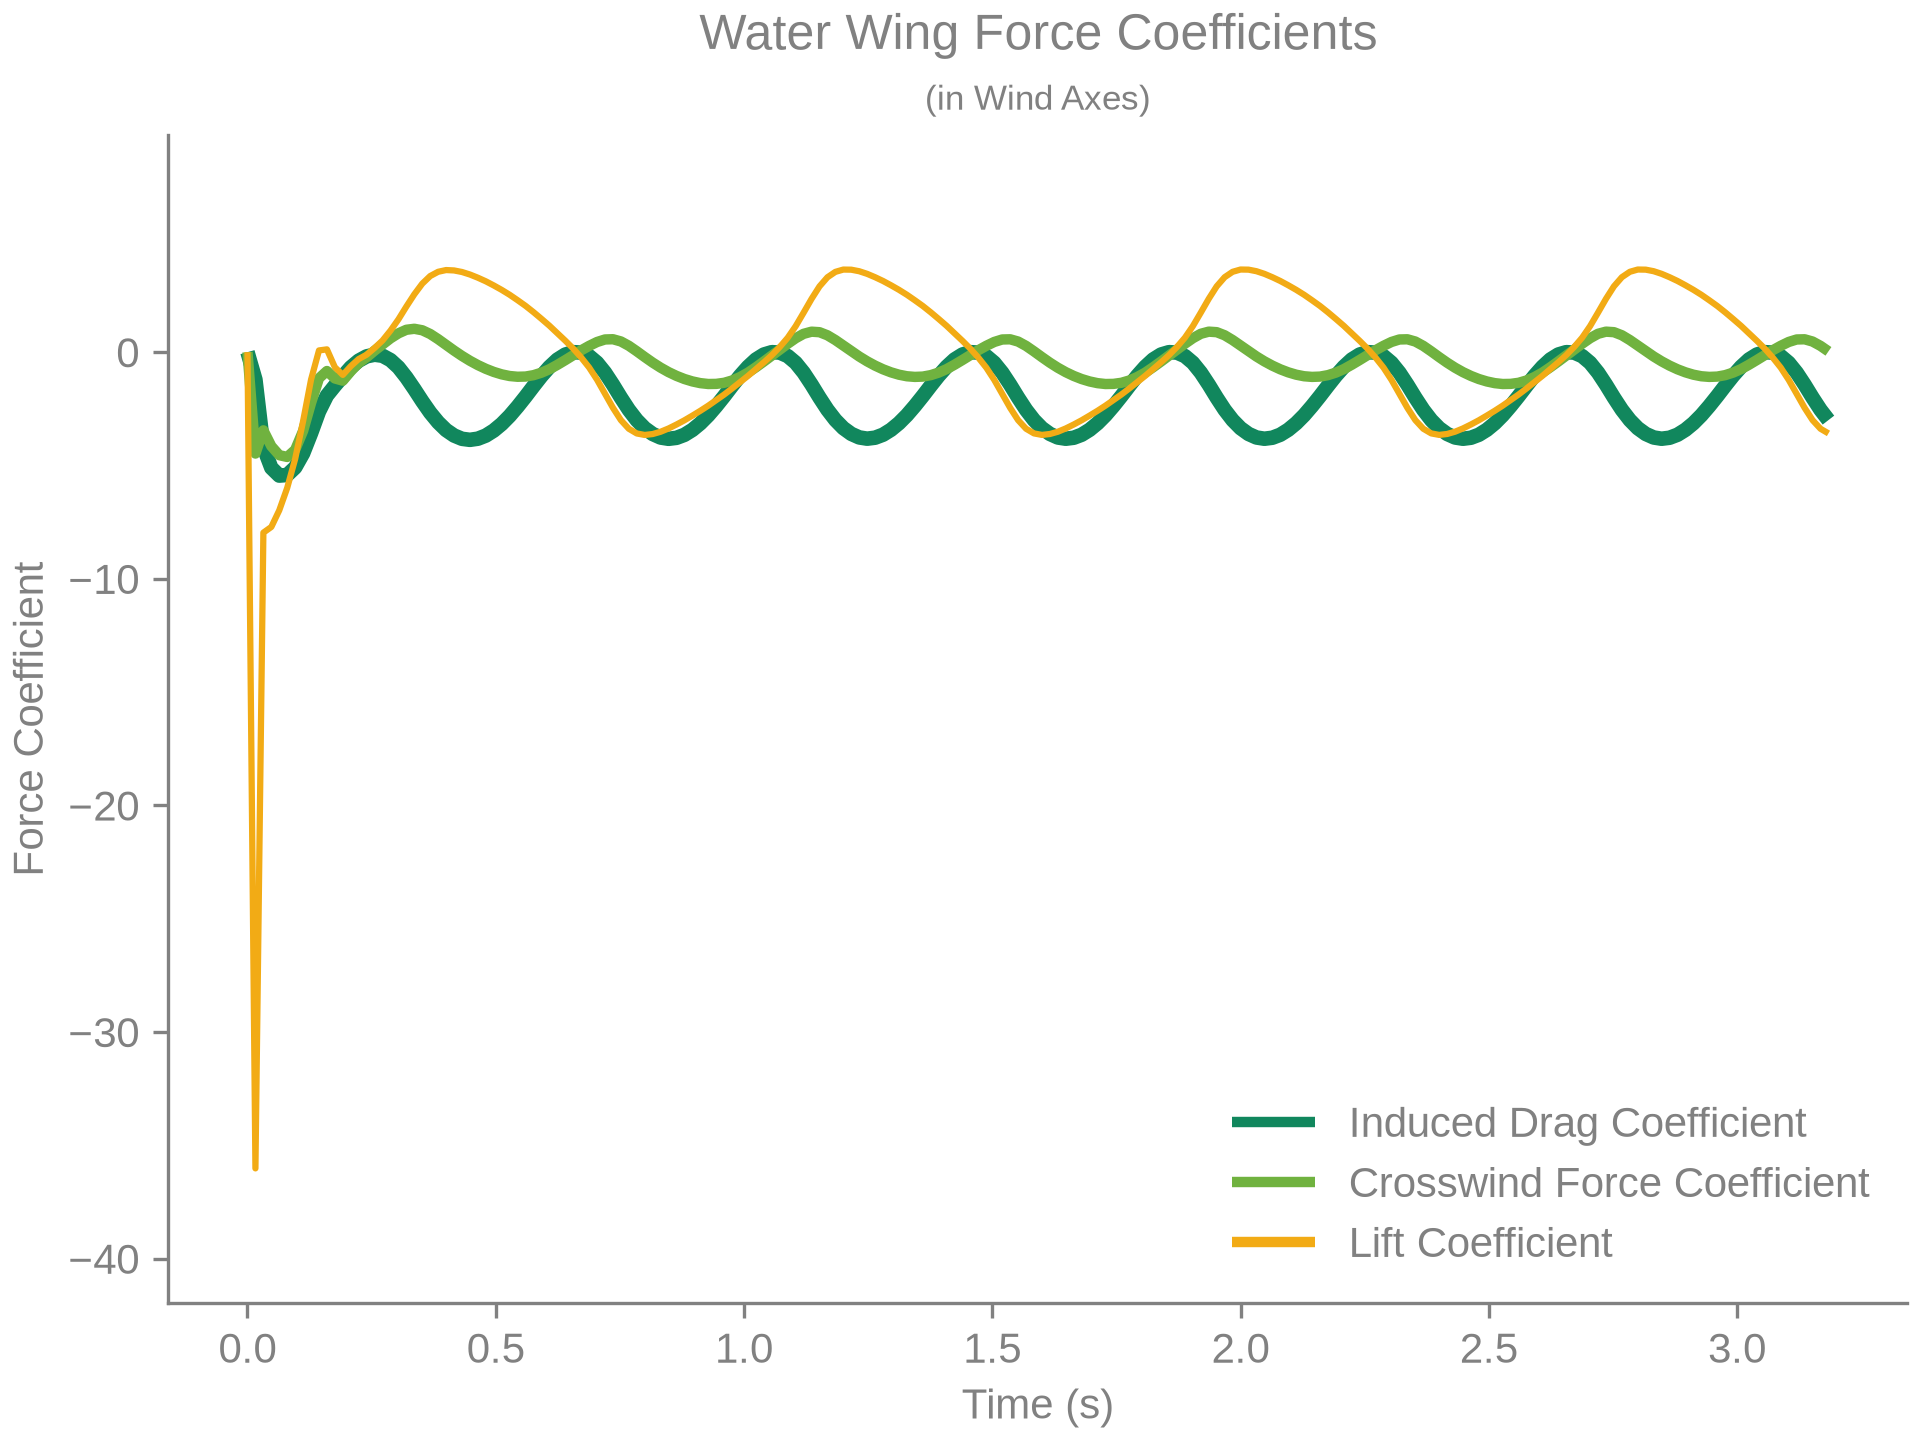 Water Wing Force Coefficients
(in Wind Axes)
Force Coefficient
0
−10
−20
−30
−40
Induced Drag Coefficient
Crosswind Force Coefficient
Lift Coefficient
0.0 0.5 1.0 1.5 2.0 2.5 3.0
Time (s)